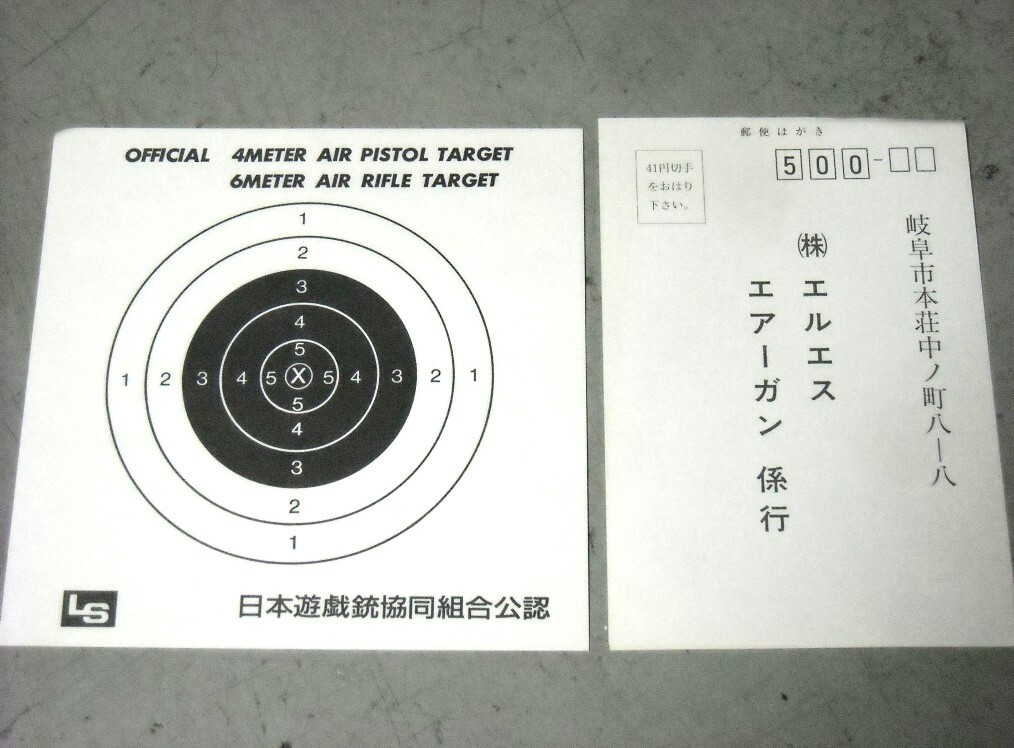 OFFICIAL 4METER AIR PISTOL TARGET
6METER AIR RIFLE TARGET
1
2
3
4
5
1 2 3 4 5 X 5 4 3 2 1
5
4
3
2
1
LS
日本遊戯銃協同組合公認
郵便はがき
500-
41円切手
をおはり
下さい。
岐阜市本荘中ノ町八ー八
㈱エルエス
エアーガン 係行